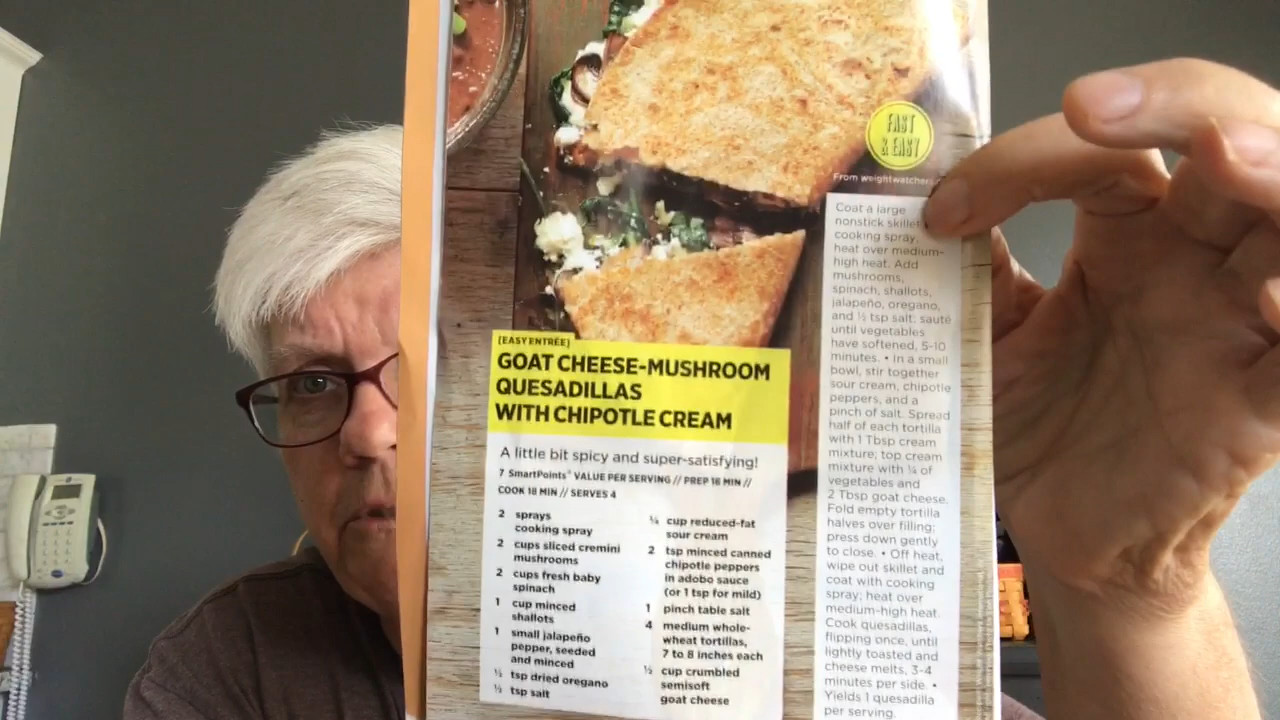 FAST
& EASY
From weightwatchers
[EASY ENTRÉE]
GOAT CHEESE-MUSHROOM
QUESADILLAS
WITH CHIPOTLE CREAM
A little bit spicy and super-satisfying!
7 SmartPoints® VALUE PER SERVING // PREP 16 MIN //
COOK 18 MIN // SERVES 4
2 sprays
cooking spray
2 cups sliced cremini
mushrooms
2 cups fresh baby
spinach
1 cup minced
shallots
1 small jalapeño
pepper, seeded
and minced
½ tsp dried oregano
½ tsp salt
¼ cup reduced-fat
sour cream
2 tsp minced canned
chipotle peppers
in adobo sauce
(or 1 tsp for mild)
1 pinch table salt
4 medium whole-
wheat tortillas,
7 to 8 inches each
½ cup crumbled
semisoft
goat cheese
Coat a large
nonstick skillet
cooking spray,
heat over medium-
high heat. Add
mushrooms,
spinach, shallots,
jalapeño, oregano,
and ½ tsp salt; sauté
until vegetables
have softened, 5-10
minutes. • In a small
bowl, stir together
sour cream, chipotle
peppers, and a
pinch of salt. Spread
half of each tortilla
with 1 Tbsp cream
mixture; top cream
mixture with ¼ of
vegetables and
2 Tbsp goat cheese.
Fold empty tortilla
halves over filling;
press down gently
to close. • Off heat,
wipe out skillet and
coat with cooking
spray; heat over
medium-high heat.
Cook quesadillas,
flipping once, until
lightly toasted and
cheese melts, 3-4
minutes per side. •
Yields 1 quesadilla
per serving.